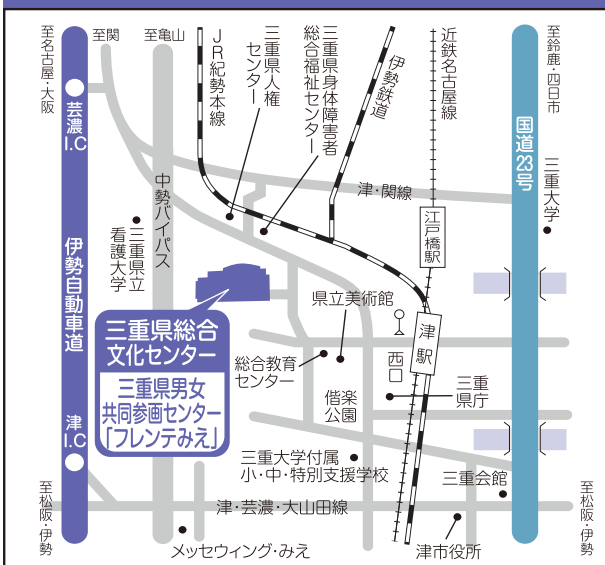 至名古屋・大阪
至関
至亀山
JR紀勢本線
三重県人権
センター
三重県身体障害者
総合福祉センター
伊勢鉄道
近鉄名古屋線
至鈴鹿・四日市
芸濃
I.C
国道23号
三重大学
津・関線
中勢バイパス
三重県立
看護大学
江戸橋駅
伊勢自動車道
県立美術館
津駅
西口
三重県総合
文化センター
三重県男女
共同参画センター
「フレンテみえ」
総合教育
センター
偕楽
公園
三重
県庁
津
I.C
三重大学付属
小・中・特別支援学校
三重会館
至松阪・伊勢
津・芸濃・大山田線
至松阪・伊勢
メッセウィング・みえ
津市役所